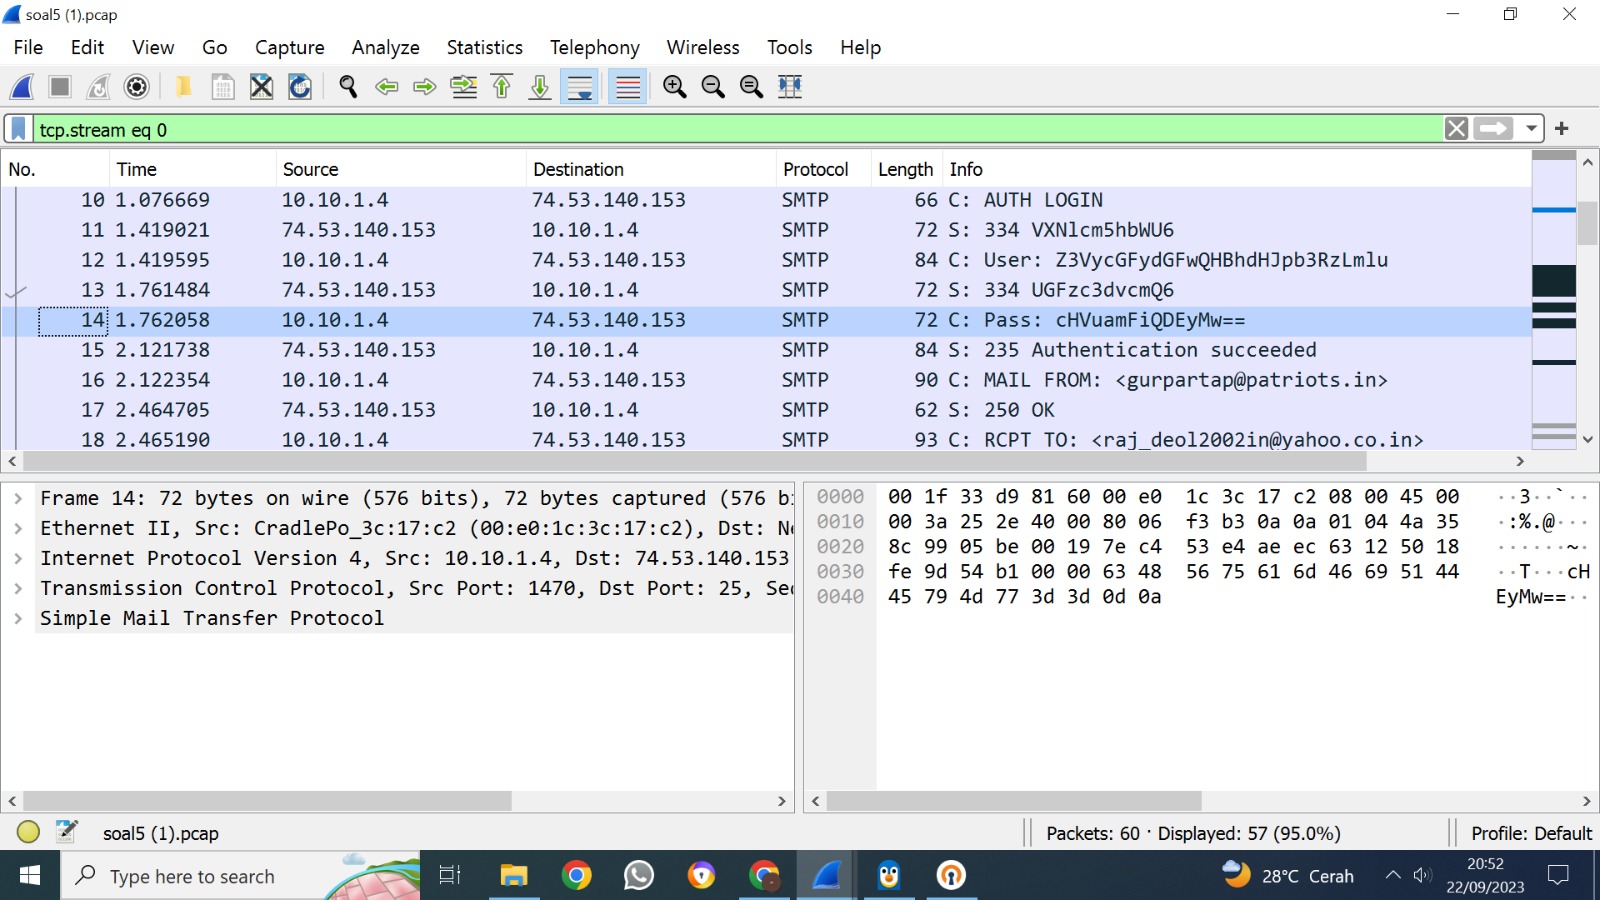 soal5 (1).pcap
File Edit View Go Capture Analyze Statistics Telephony Wireless Tools Help
tcp.stream eq 0
No. Time Source Destination Protocol Length Info
10 1.076669 10.10.1.4 74.53.140.153 SMTP 66 C: AUTH LOGIN
11 1.419021 74.53.140.153 10.10.1.4 SMTP 72 S: 334 VXNlcm5hbWU6
12 1.419595 10.10.1.4 74.53.140.153 SMTP 84 C: User: Z3VycGFydGFwQHBhdHJpb3RzLmlu
13 1.761484 74.53.140.153 10.10.1.4 SMTP 72 S: 334 UGFzc3dvcmQ6
14 1.762058 10.10.1.4 74.53.140.153 SMTP 72 C: Pass: cHVuamFiQDEyMw==
15 2.121738 74.53.140.153 10.10.1.4 SMTP 84 S: 235 Authentication succeeded
16 2.122354 10.10.1.4 74.53.140.153 SMTP 90 C: MAIL FROM: <gurpartap@patriots.in>
17 2.464705 74.53.140.153 10.10.1.4 SMTP 62 S: 250 OK
18 2.465190 10.10.1.4 74.53.140.153 SMTP 93 C: RCPT TO: <raj_deol2002in@yahoo.co.in>
Frame 14: 72 bytes on wire (576 bits), 72 bytes captured (576 b
Ethernet II, Src: CradlePo_3c:17:c2 (00:e0:1c:3c:17:c2), Dst: Ne
Internet Protocol Version 4, Src: 10.10.1.4, Dst: 74.53.140.153
Transmission Control Protocol, Src Port: 1470, Dst Port: 25, Sec
Simple Mail Transfer Protocol
0000 00 1f 33 d9 81 60 00 e0 1c 3c 17 c2 08 00 45 00 ··3··`··
0010 00 3a 25 2e 40 00 80 06 f3 b3 0a 0a 01 04 4a 35 ·:%.@···
0020 8c 99 05 be 00 19 7e c4 53 e4 ae ec 63 12 50 18 ······~·
0030 fe 9d 54 b1 00 00 63 48 56 75 61 6d 46 69 51 44 ··T···cH
0040 45 79 4d 77 3d 3d 0d 0a EyMw==··
soal5 (1).pcap Packets: 60 · Displayed: 57 (95.0%) Profile: Default
Type here to search 28°C Cerah 20:52
22/09/2023